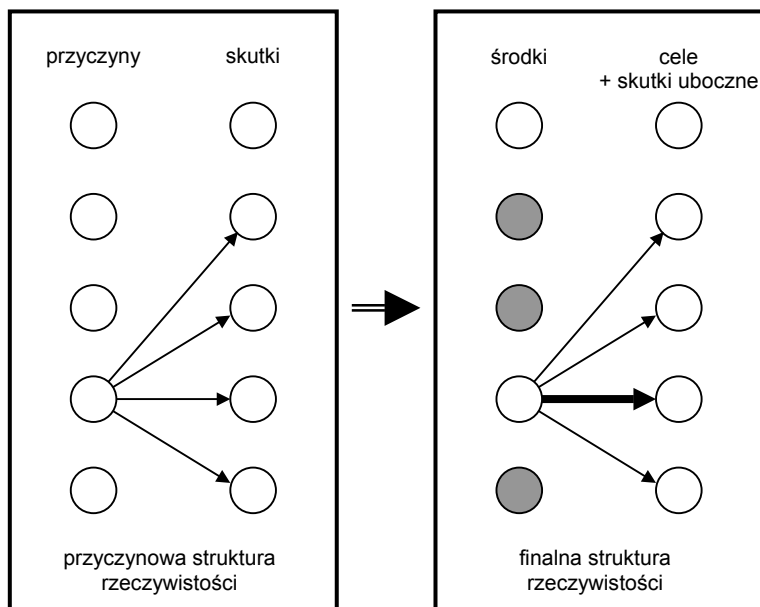 przyczyny
skutki
przyczynowa struktura
rzeczywistości
środki
cele
+ skutki uboczne
finalna struktura
rzeczywistości